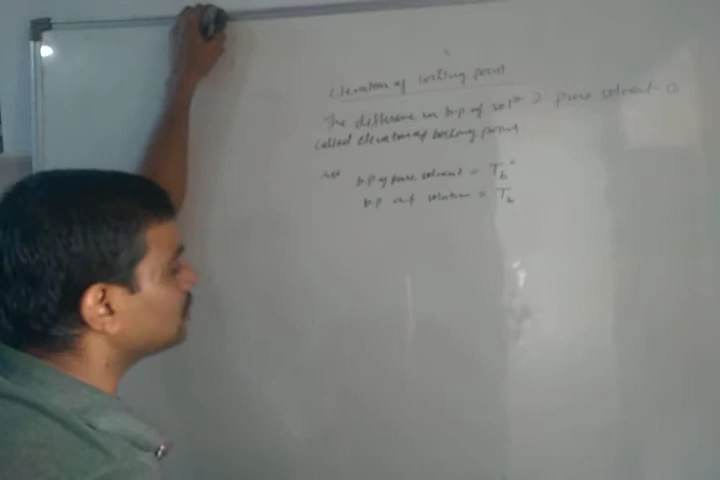 Elevation of boiling point
The difference in b.p of solⁿ & pure solvent is
called elevation of boiling point
Let b.p of pure solvent = T_b°
b.p of solution = T_b